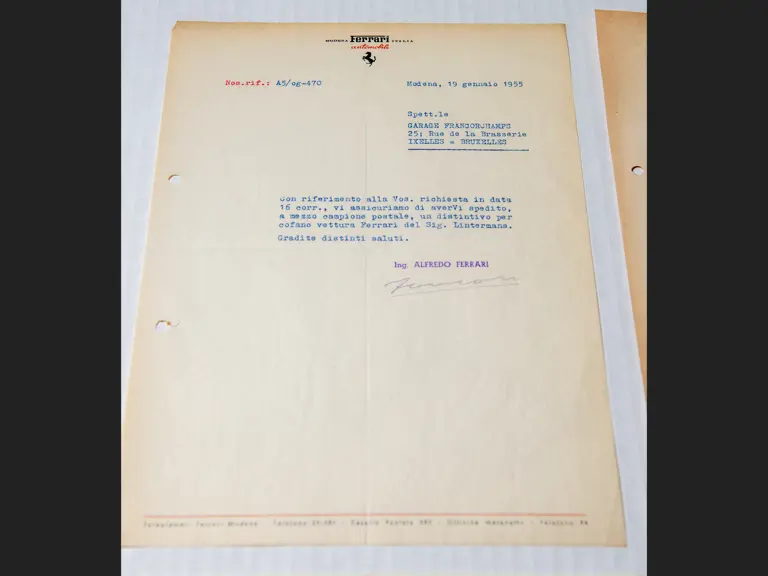 MODENA Ferrari ITALIA
automobili
Nos.rif.: A5/og-470
Modena, 19 gennaio 1955
Spett.le
GARAGE FRANCORCHAMPS
25; Rue de la Brasserie
IXELLES = BRUXELLES
Con riferimento alla Vos. richiesta in data
16 corr., vi assicuriamo di averVi spedito,
a mezzo campione postale, un distintivo per
cofano vettura Ferrari del Sig. Lintermans.
Gradite distinti saluti.
Ing. ALFREDO FERRARI
Ferrari